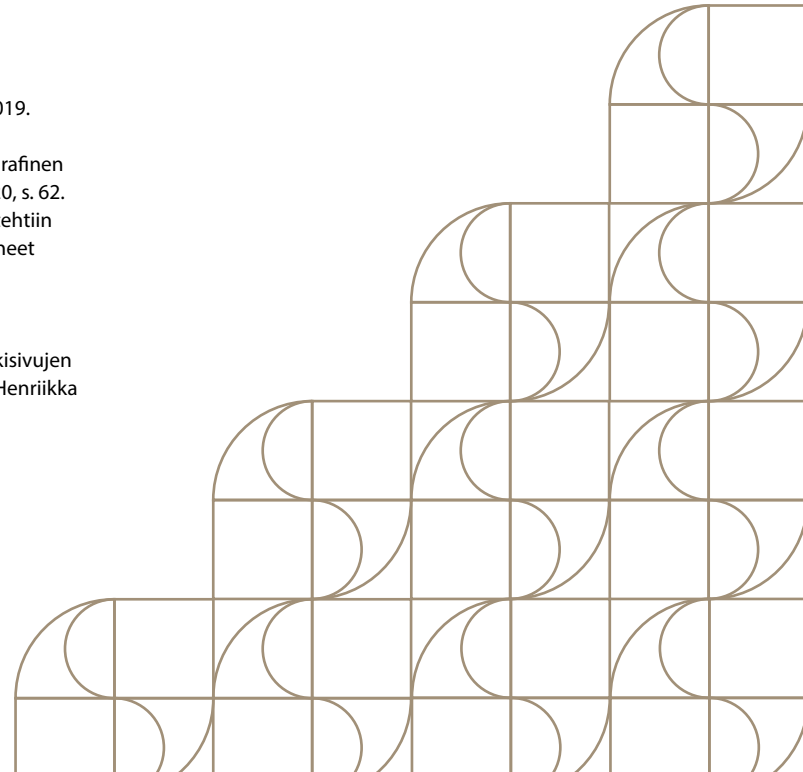 019.
rafinen
0, s. 62.
ehtiin
neet
kisivujen
Henriikka